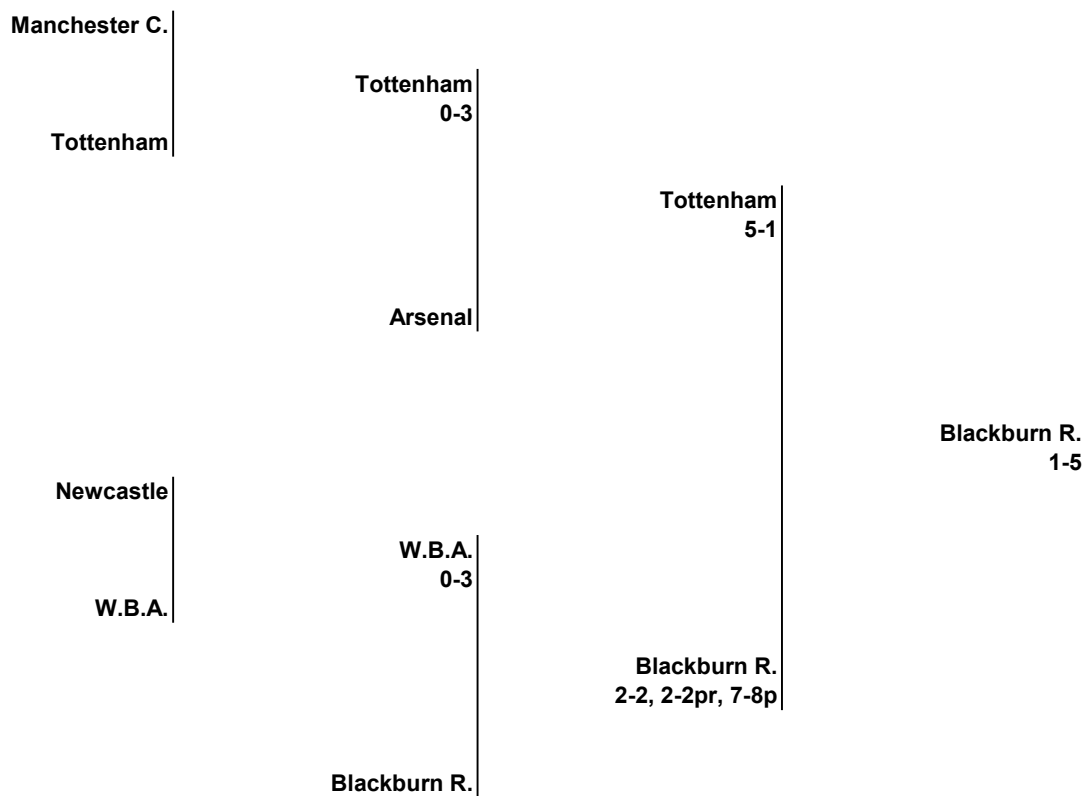 Manchester C.
Tottenham
0-3
Tottenham
Tottenham
5-1
Arsenal
Blackburn R.
1-5
Newcastle
W.B.A.
0-3
W.B.A.
Blackburn R.
2-2, 2-2pr, 7-8p
Blackburn R.